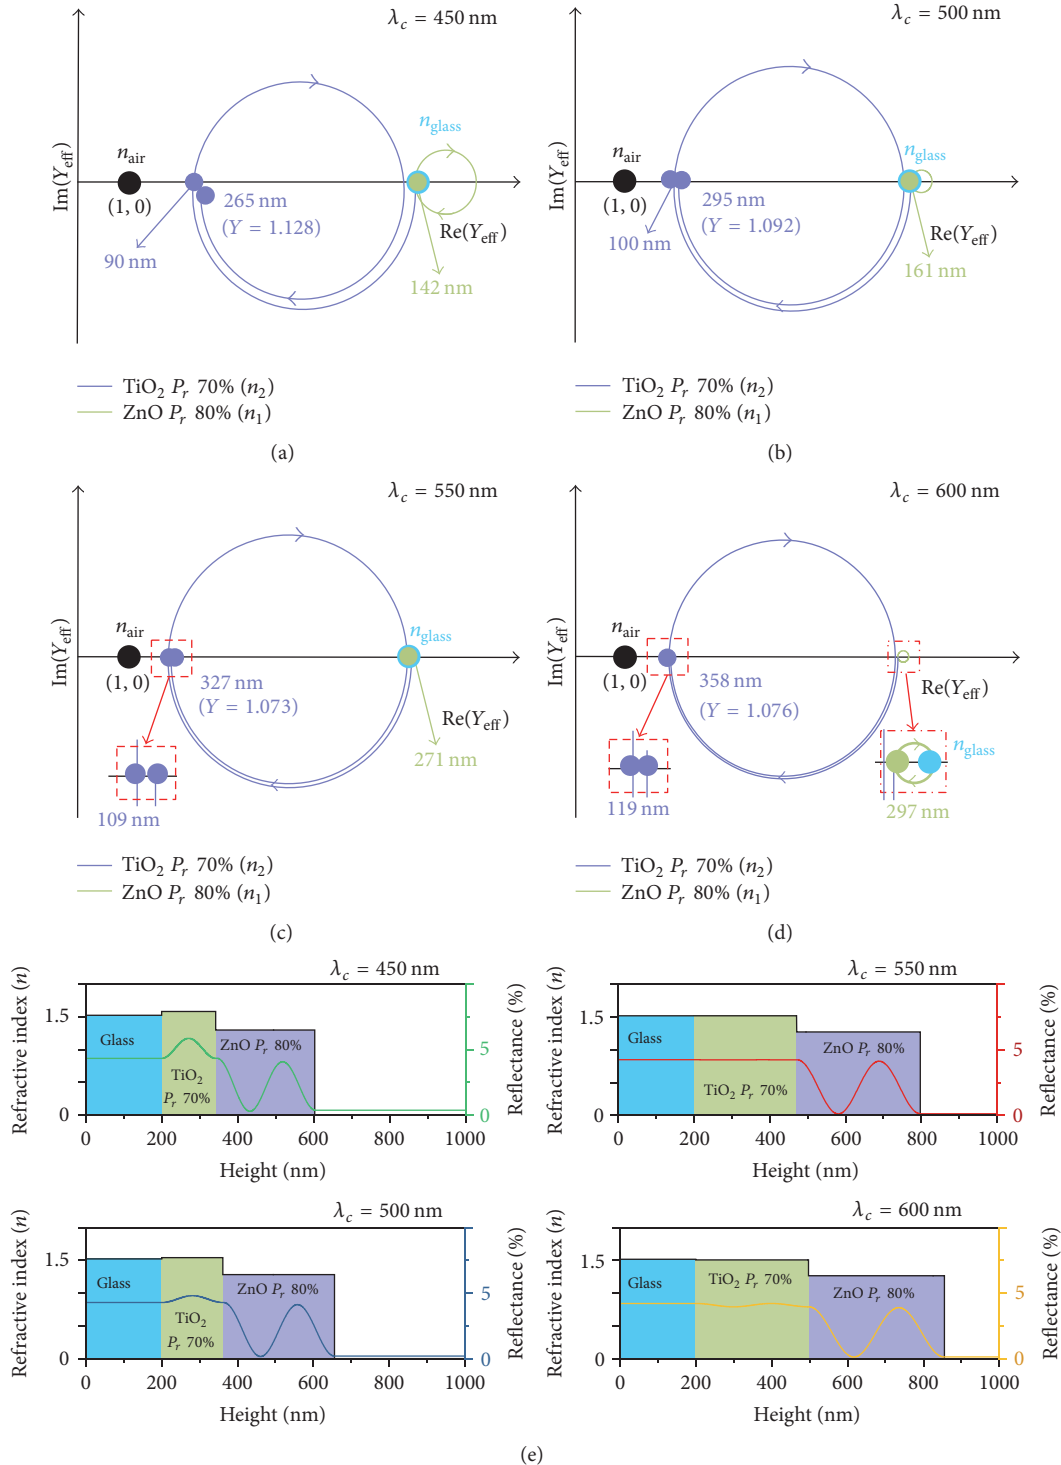 λc = 450 nm
Im(Yeff)
nair
(1, 0)
nglass
265 nm
(Y = 1.128)
90 nm
Re(Yeff)
142 nm
TiO2 Pr 70% (n2)
ZnO Pr 80% (n1)
(a)
λc = 500 nm
Im(Yeff)
nair
(1, 0)
nglass
295 nm
(Y = 1.092)
100 nm
Re(Yeff)
161 nm
TiO2 Pr 70% (n2)
ZnO Pr 80% (n1)
(b)
λc = 550 nm
Im(Yeff)
nair
(1, 0)
nglass
327 nm
(Y = 1.073)
Re(Yeff)
271 nm
109 nm
TiO2 Pr 70% (n2)
ZnO Pr 80% (n1)
(c)
λc = 600 nm
Im(Yeff)
nair
(1, 0)
358 nm
(Y = 1.076)
Re(Yeff)
nglass
119 nm
297 nm
TiO2 Pr 70% (n2)
ZnO Pr 80% (n1)
(d)
λc = 450 nm
Refractive index (n)
1.5
0
Glass
TiO2
Pr 70%
ZnO Pr 80%
5
0
Reflectance (%)
0 200 400 600 800 1000
Height (nm)
λc = 550 nm
Refractive index (n)
1.5
0
Glass
TiO2 Pr 70%
ZnO Pr 80%
5
0
Reflectance (%)
0 200 400 600 800 1000
Height (nm)
λc = 500 nm
Refractive index (n)
1.5
0
Glass
TiO2
Pr 70%
ZnO Pr 80%
5
0
Reflectance (%)
0 200 400 600 800 1000
Height (nm)
λc = 600 nm
Refractive index (n)
1.5
0
Glass
TiO2 Pr 70%
ZnO Pr 80%
5
0
Reflectance (%)
0 200 400 600 800 1000
Height (nm)
(e)